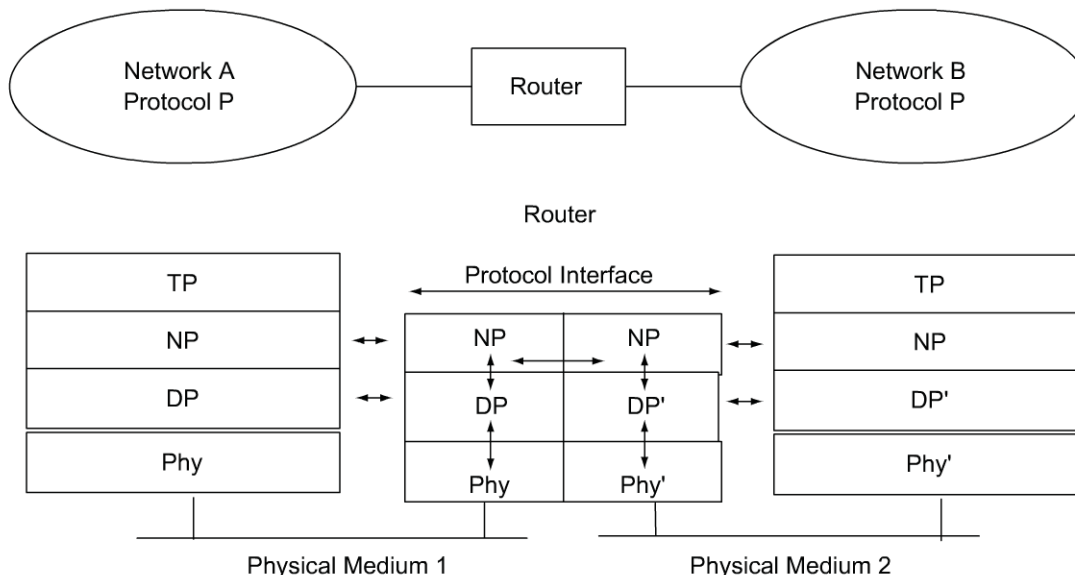 Network A
Protocol P
Router
Network B
Protocol P
Router
TP
NP
DP
Phy
Protocol Interface
NP
NP
DP
DP'
Phy
Phy'
TP
NP
DP'
Phy'
Physical Medium 1
Physical Medium 2